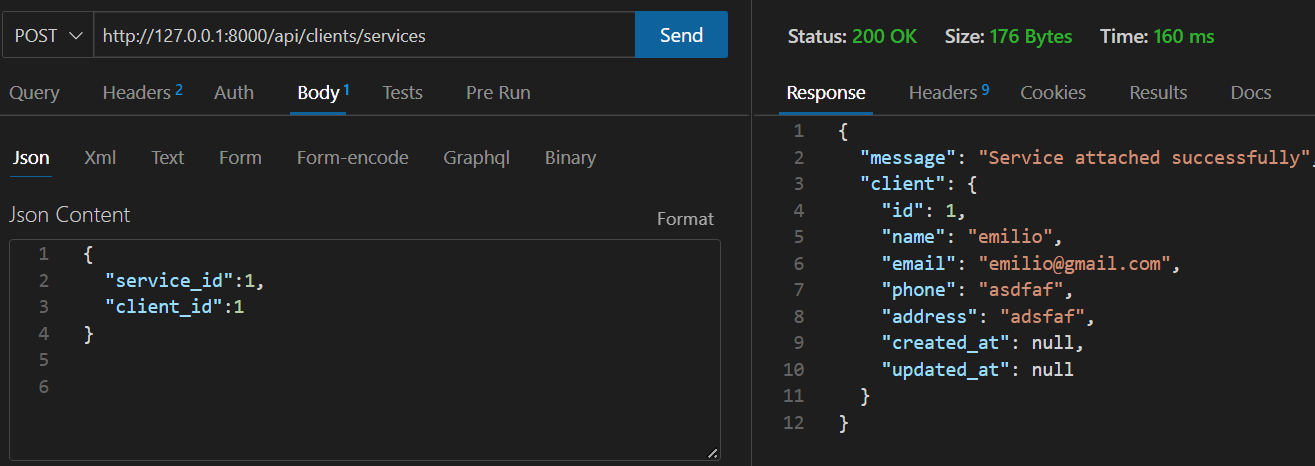 POST http://127.0.0.1:8000/api/clients/services Send
Query Headers 2 Auth Body 1 Tests Pre Run
Json Xml Text Form Form-encode Graphql Binary
Json Content Format
1 {
2 "service_id":1,
3 "client_id":1
4 }
5
6
Status: 200 OK Size: 176 Bytes Time: 160 ms
Response Headers 9 Cookies Results Docs
1 {
2 "message": "Service attached successfully",
3 "client": {
4 "id": 1,
5 "name": "emilio",
6 "email": "emilio@gmail.com",
7 "phone": "asdfaf",
8 "address": "adsfaf",
9 "created_at": null,
10 "updated_at": null
11 }
12 }